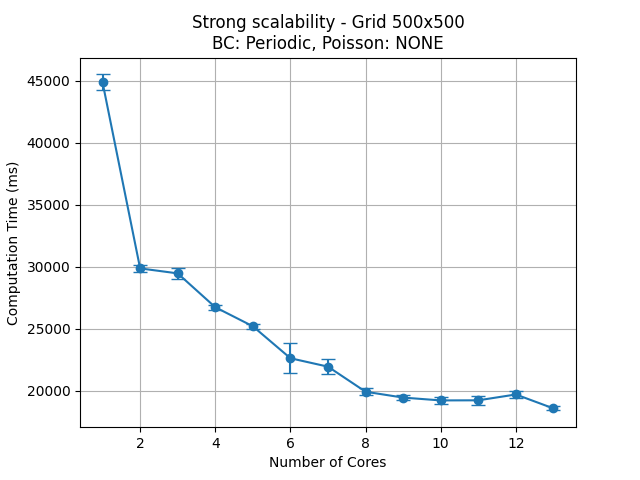 Strong scalability - Grid 500x500
BC: Periodic, Poisson: NONE
45000
40000
35000
30000
25000
20000
Computation Time (ms)
2 4 6 8 10 12
Number of Cores